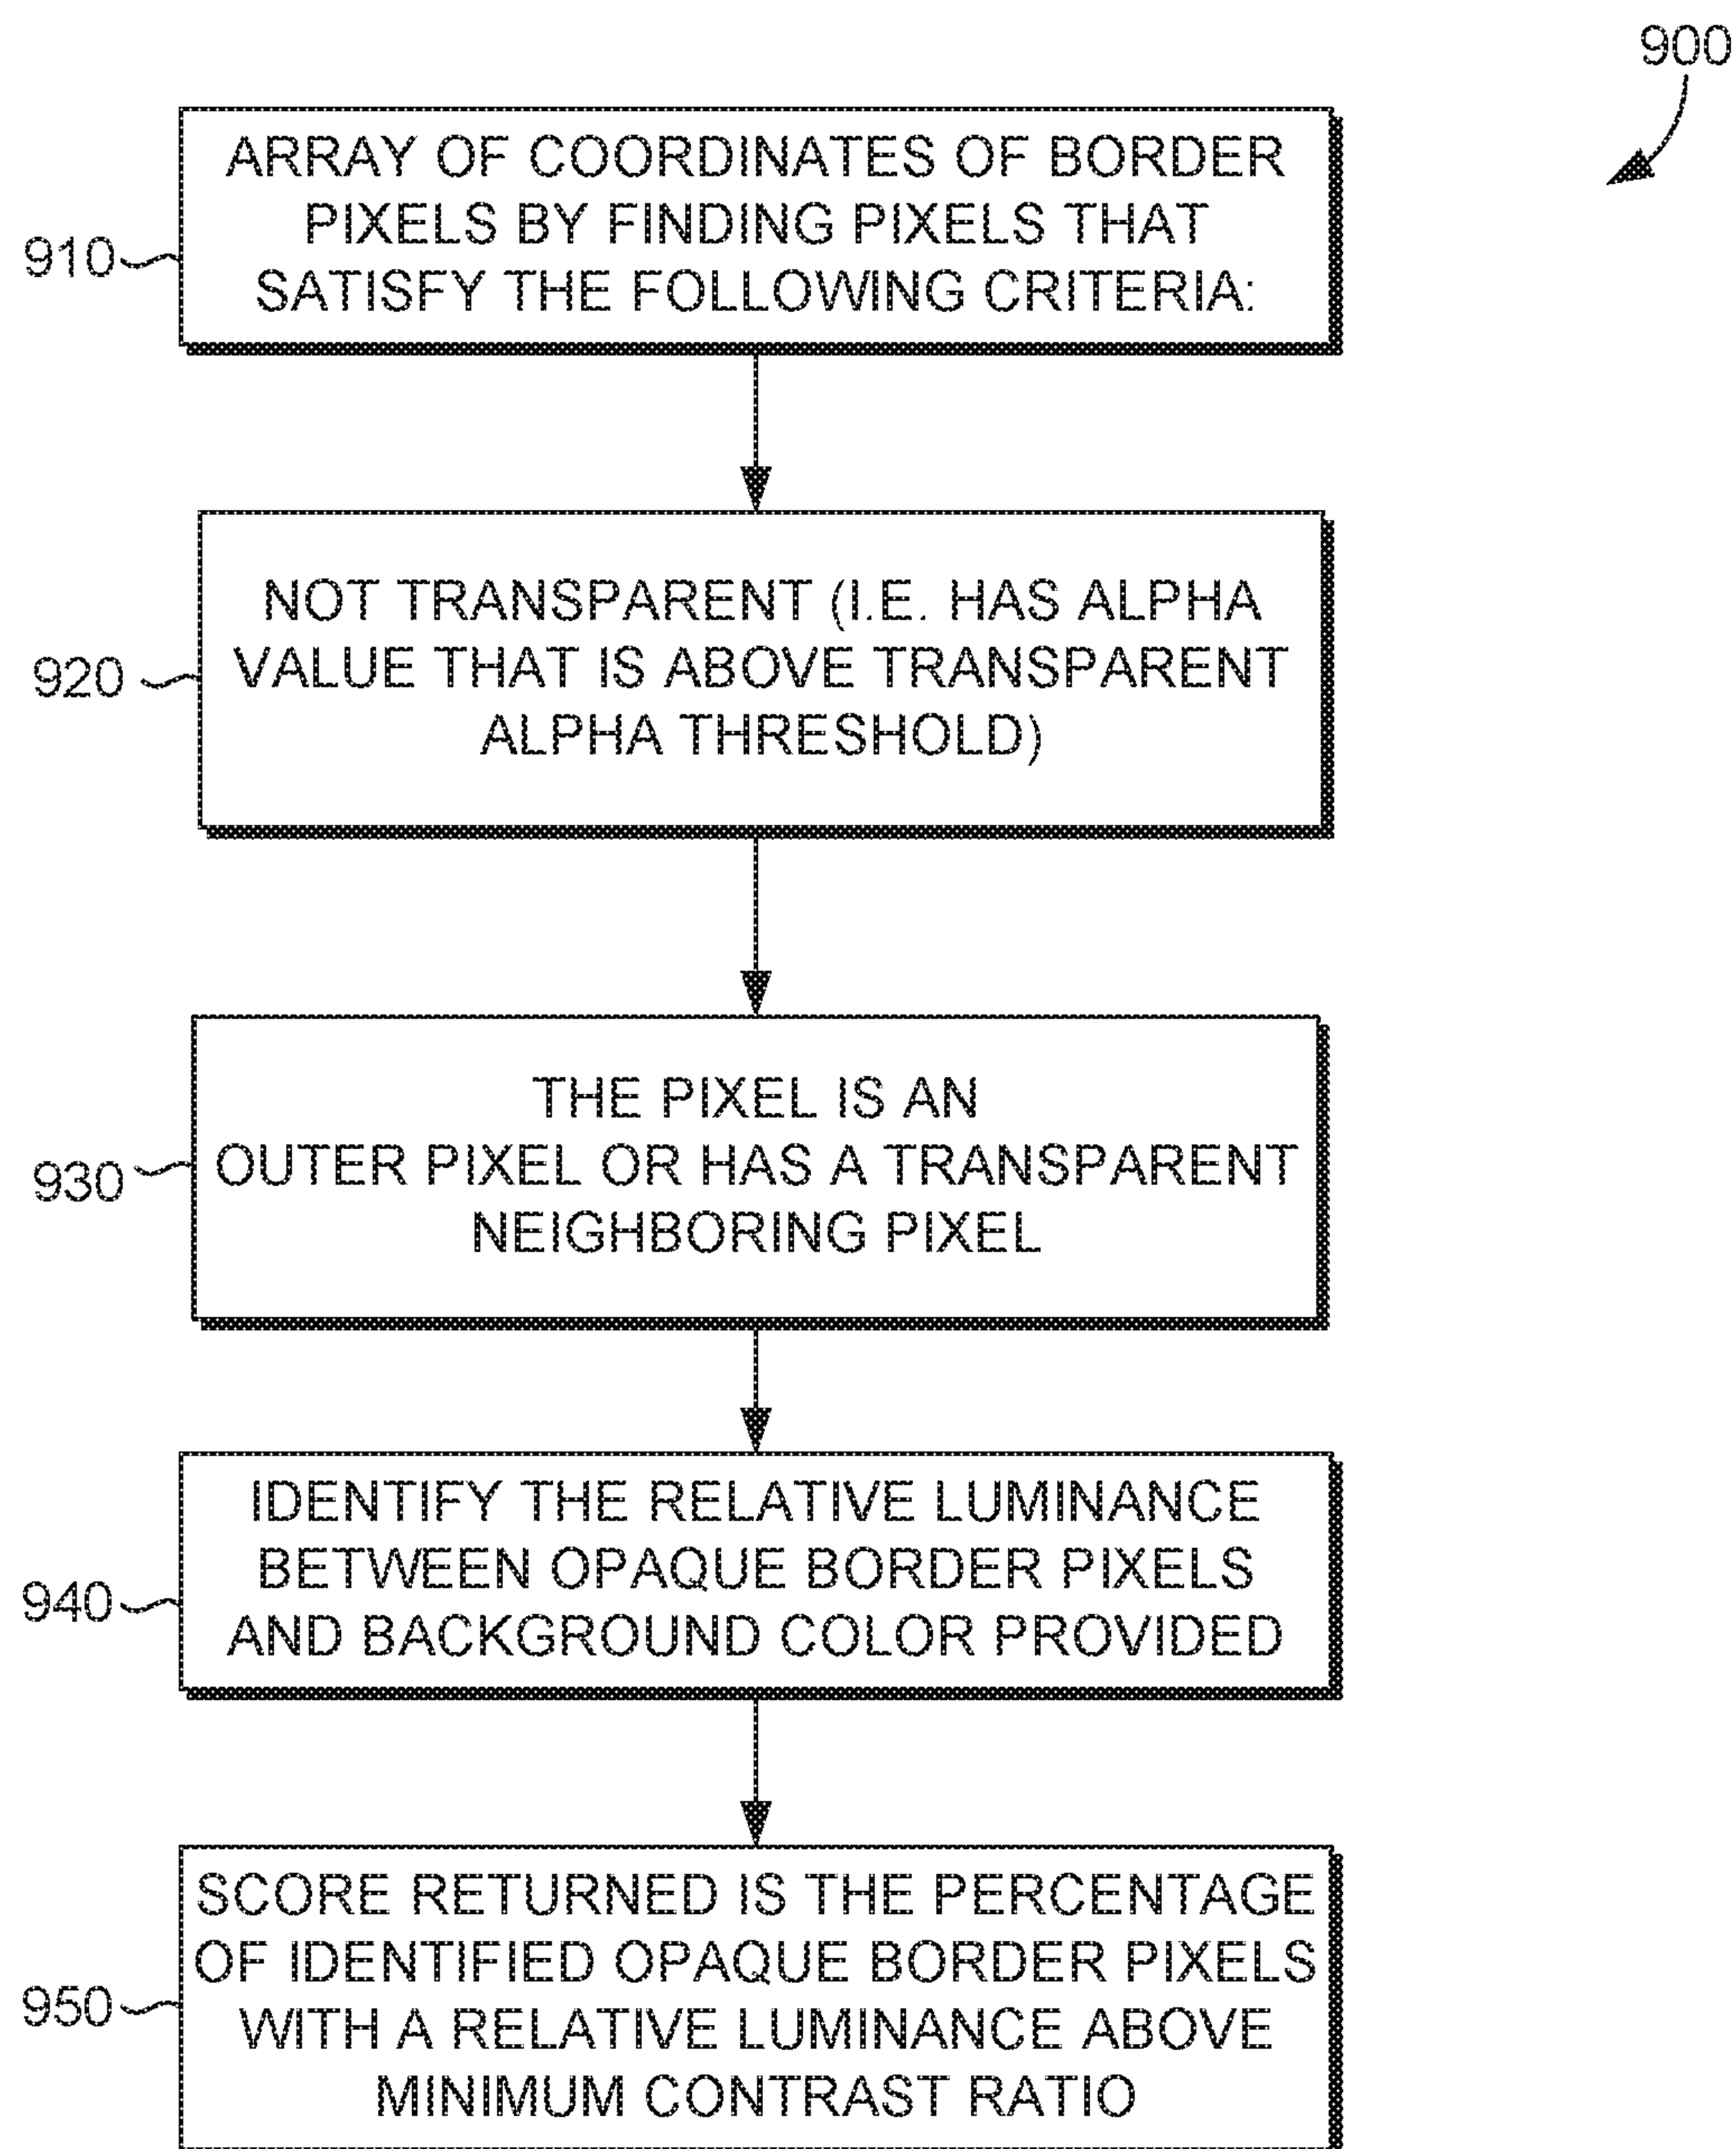 900
ARRAY OF COORDINATES OF BORDER
PIXELS BY FINDING PIXELS THAT
SATISFY THE FOLLOWING CRITERIA:
910
NOT TRANSPARENT (I.E. HAS ALPHA
VALUE THAT IS ABOVE TRANSPARENT
ALPHA THRESHOLD)
920
THE PIXEL IS AN
OUTER PIXEL OR HAS A TRANSPARENT
NEIGHBORING PIXEL
930
IDENTIFY THE RELATIVE LUMINANCE
BETWEEN OPAQUE BORDER PIXELS
AND BACKGROUND COLOR PROVIDED
940
SCORE RETURNED IS THE PERCENTAGE
OF IDENTIFIED OPAQUE BORDER PIXELS
WITH A RELATIVE LUMINANCE ABOVE
MINIMUM CONTRAST RATIO
950